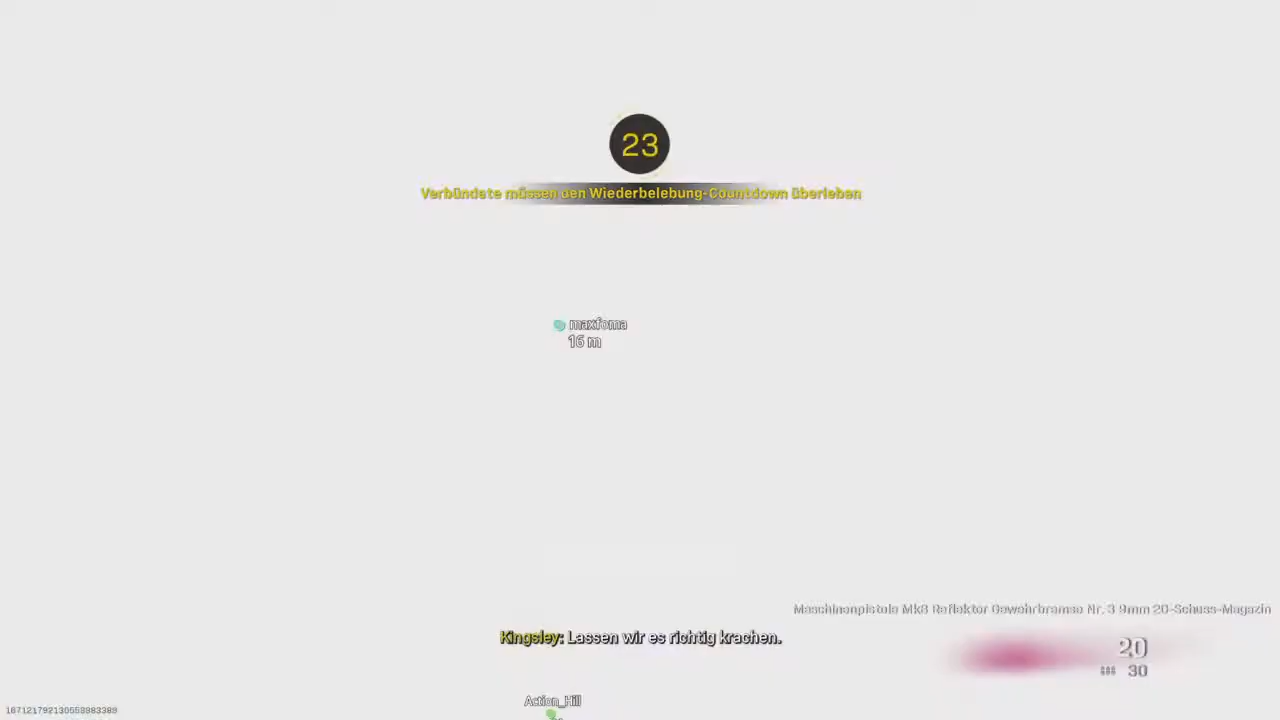 23
Verbündete müssen den Wiederbelebung-Countdown überleben
maxfoma
16 m
Maschinenpistole Mk8 Reflektor Gewehrbremse Nr. 3 9mm 20-Schuss-Magazin
Kingsley: Lassen wir es richtig krachen.
20
30
Action_Hill